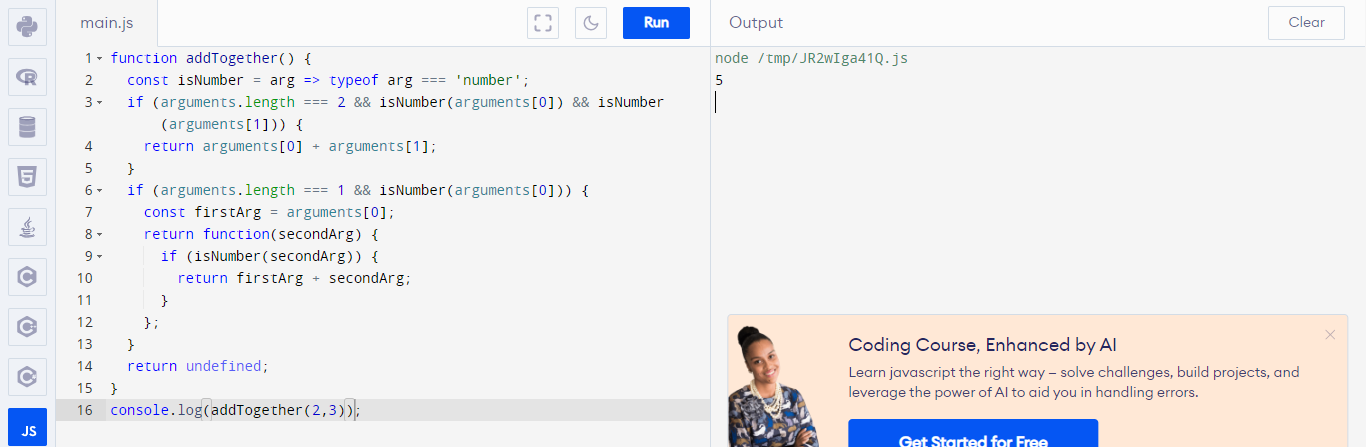 main.js
Run
Output
Clear
1 function addTogether() {
2 const isNumber = arg => typeof arg === 'number';
3 if (arguments.length === 2 && isNumber(arguments[0]) && isNumber
(arguments[1])) {
4 return arguments[0] + arguments[1];
5 }
6 if (arguments.length === 1 && isNumber(arguments[0])) {
7 const firstArg = arguments[0];
8 return function(secondArg) {
9 if (isNumber(secondArg)) {
10 return firstArg + secondArg;
11 }
12 };
13 }
14 return undefined;
15 }
16 console.log(addTogether(2,3));
JS
node /tmp/JR2wIga41Q.js
5
Coding Course, Enhanced by AI
Learn javascript the right way – solve challenges, build projects, and
leverage the power of AI to aid you in handling errors.
Get Started for Free